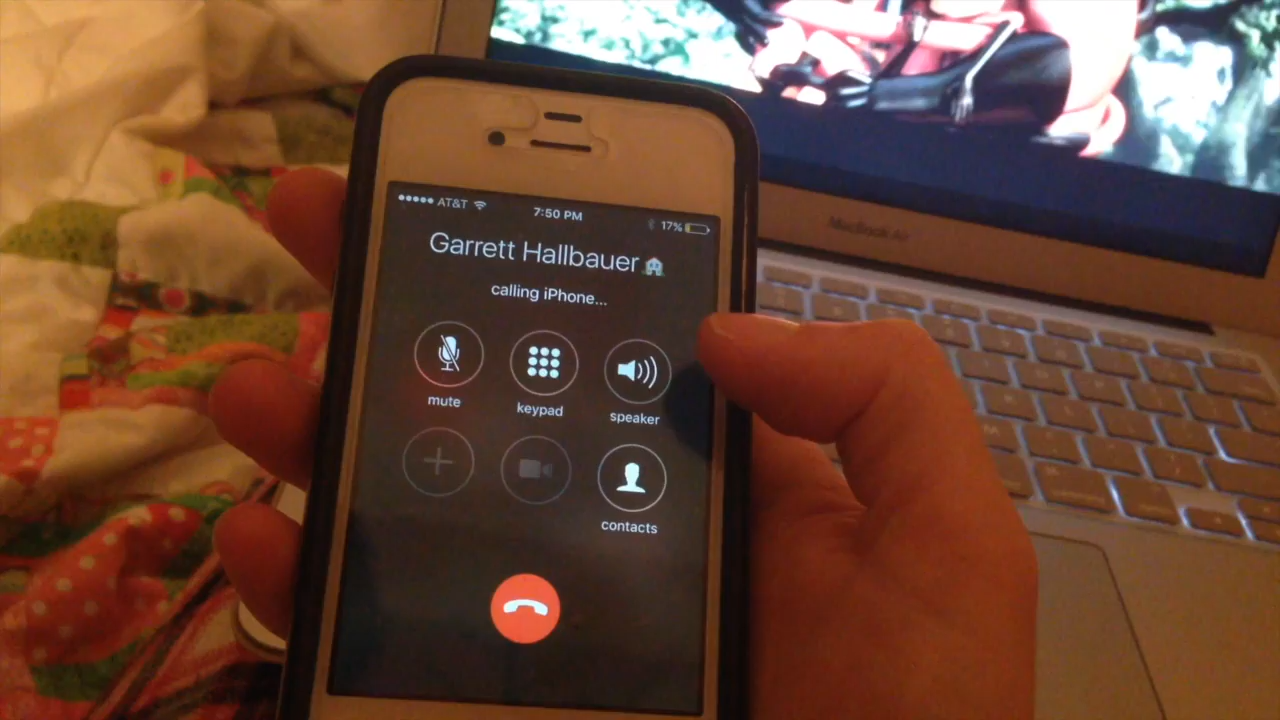 ●●●●● AT&T 7:50 PM 17%
Garrett Hallbauer🏠
calling iPhone...
mute keypad speaker
contacts
MacBook Air